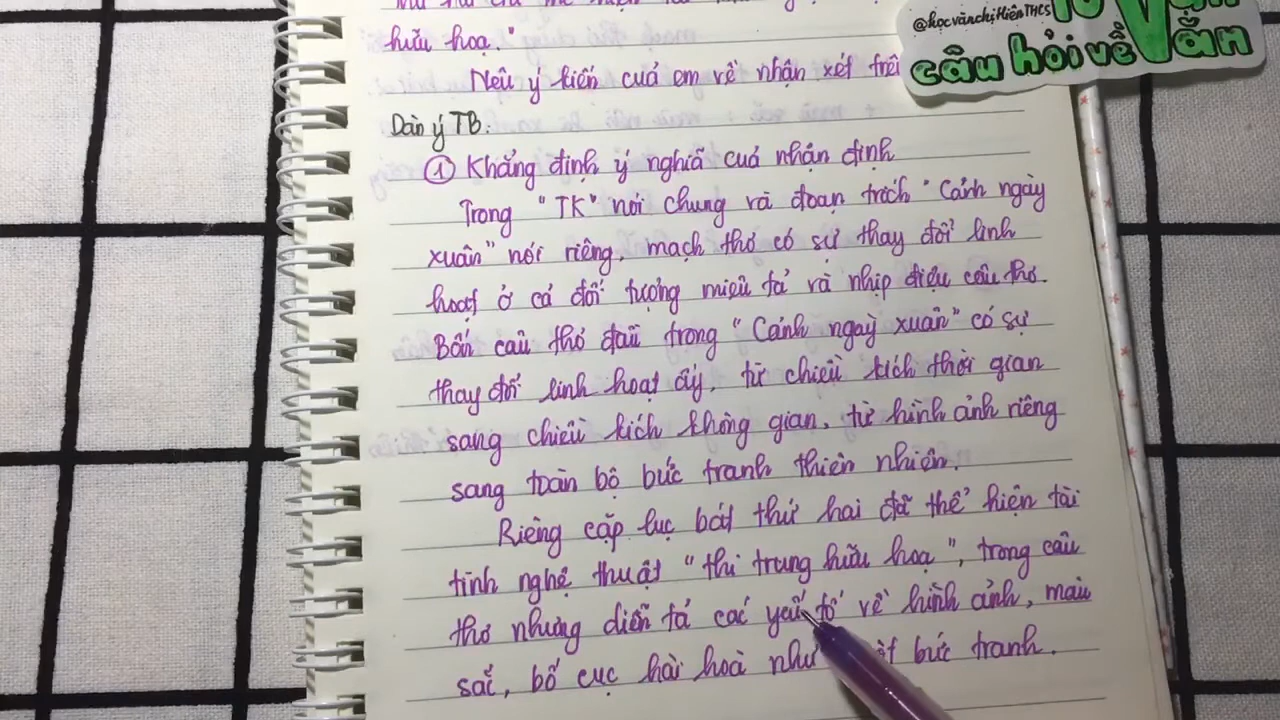 hữu hoạ."
@họcvănchịHiênTHCS
câu hỏi về Văn
Nêu ý kiến của em về nhận xét trê
Dàn ý TB:
① Khẳng định ý nghĩa của nhận định
Trong "TK" nói chung và đoạn trích "Cảnh ngày
xuân" nói riêng, mạch thơ có sự thay đổi linh
hoạt ở cả đối tượng miêu tả và nhịp điệu câu thơ.
Bốn câu thơ đầu trong "Cảnh ngày xuân" có sự
thay đổi linh hoạt ấy, từ chiều kích thời gian
sang chiều kích không gian, từ hình ảnh riêng
sang toàn bộ bức tranh thiên nhiên.
Riêng cặp lục bát thứ hai đã thể hiện tài
tình nghệ thuật "thi trung hữu hoạ", trong câu
thơ nhưng diễn tả các yếu tố về hình ảnh, màu
sắc, bố cục hài hoà như một bức tranh.